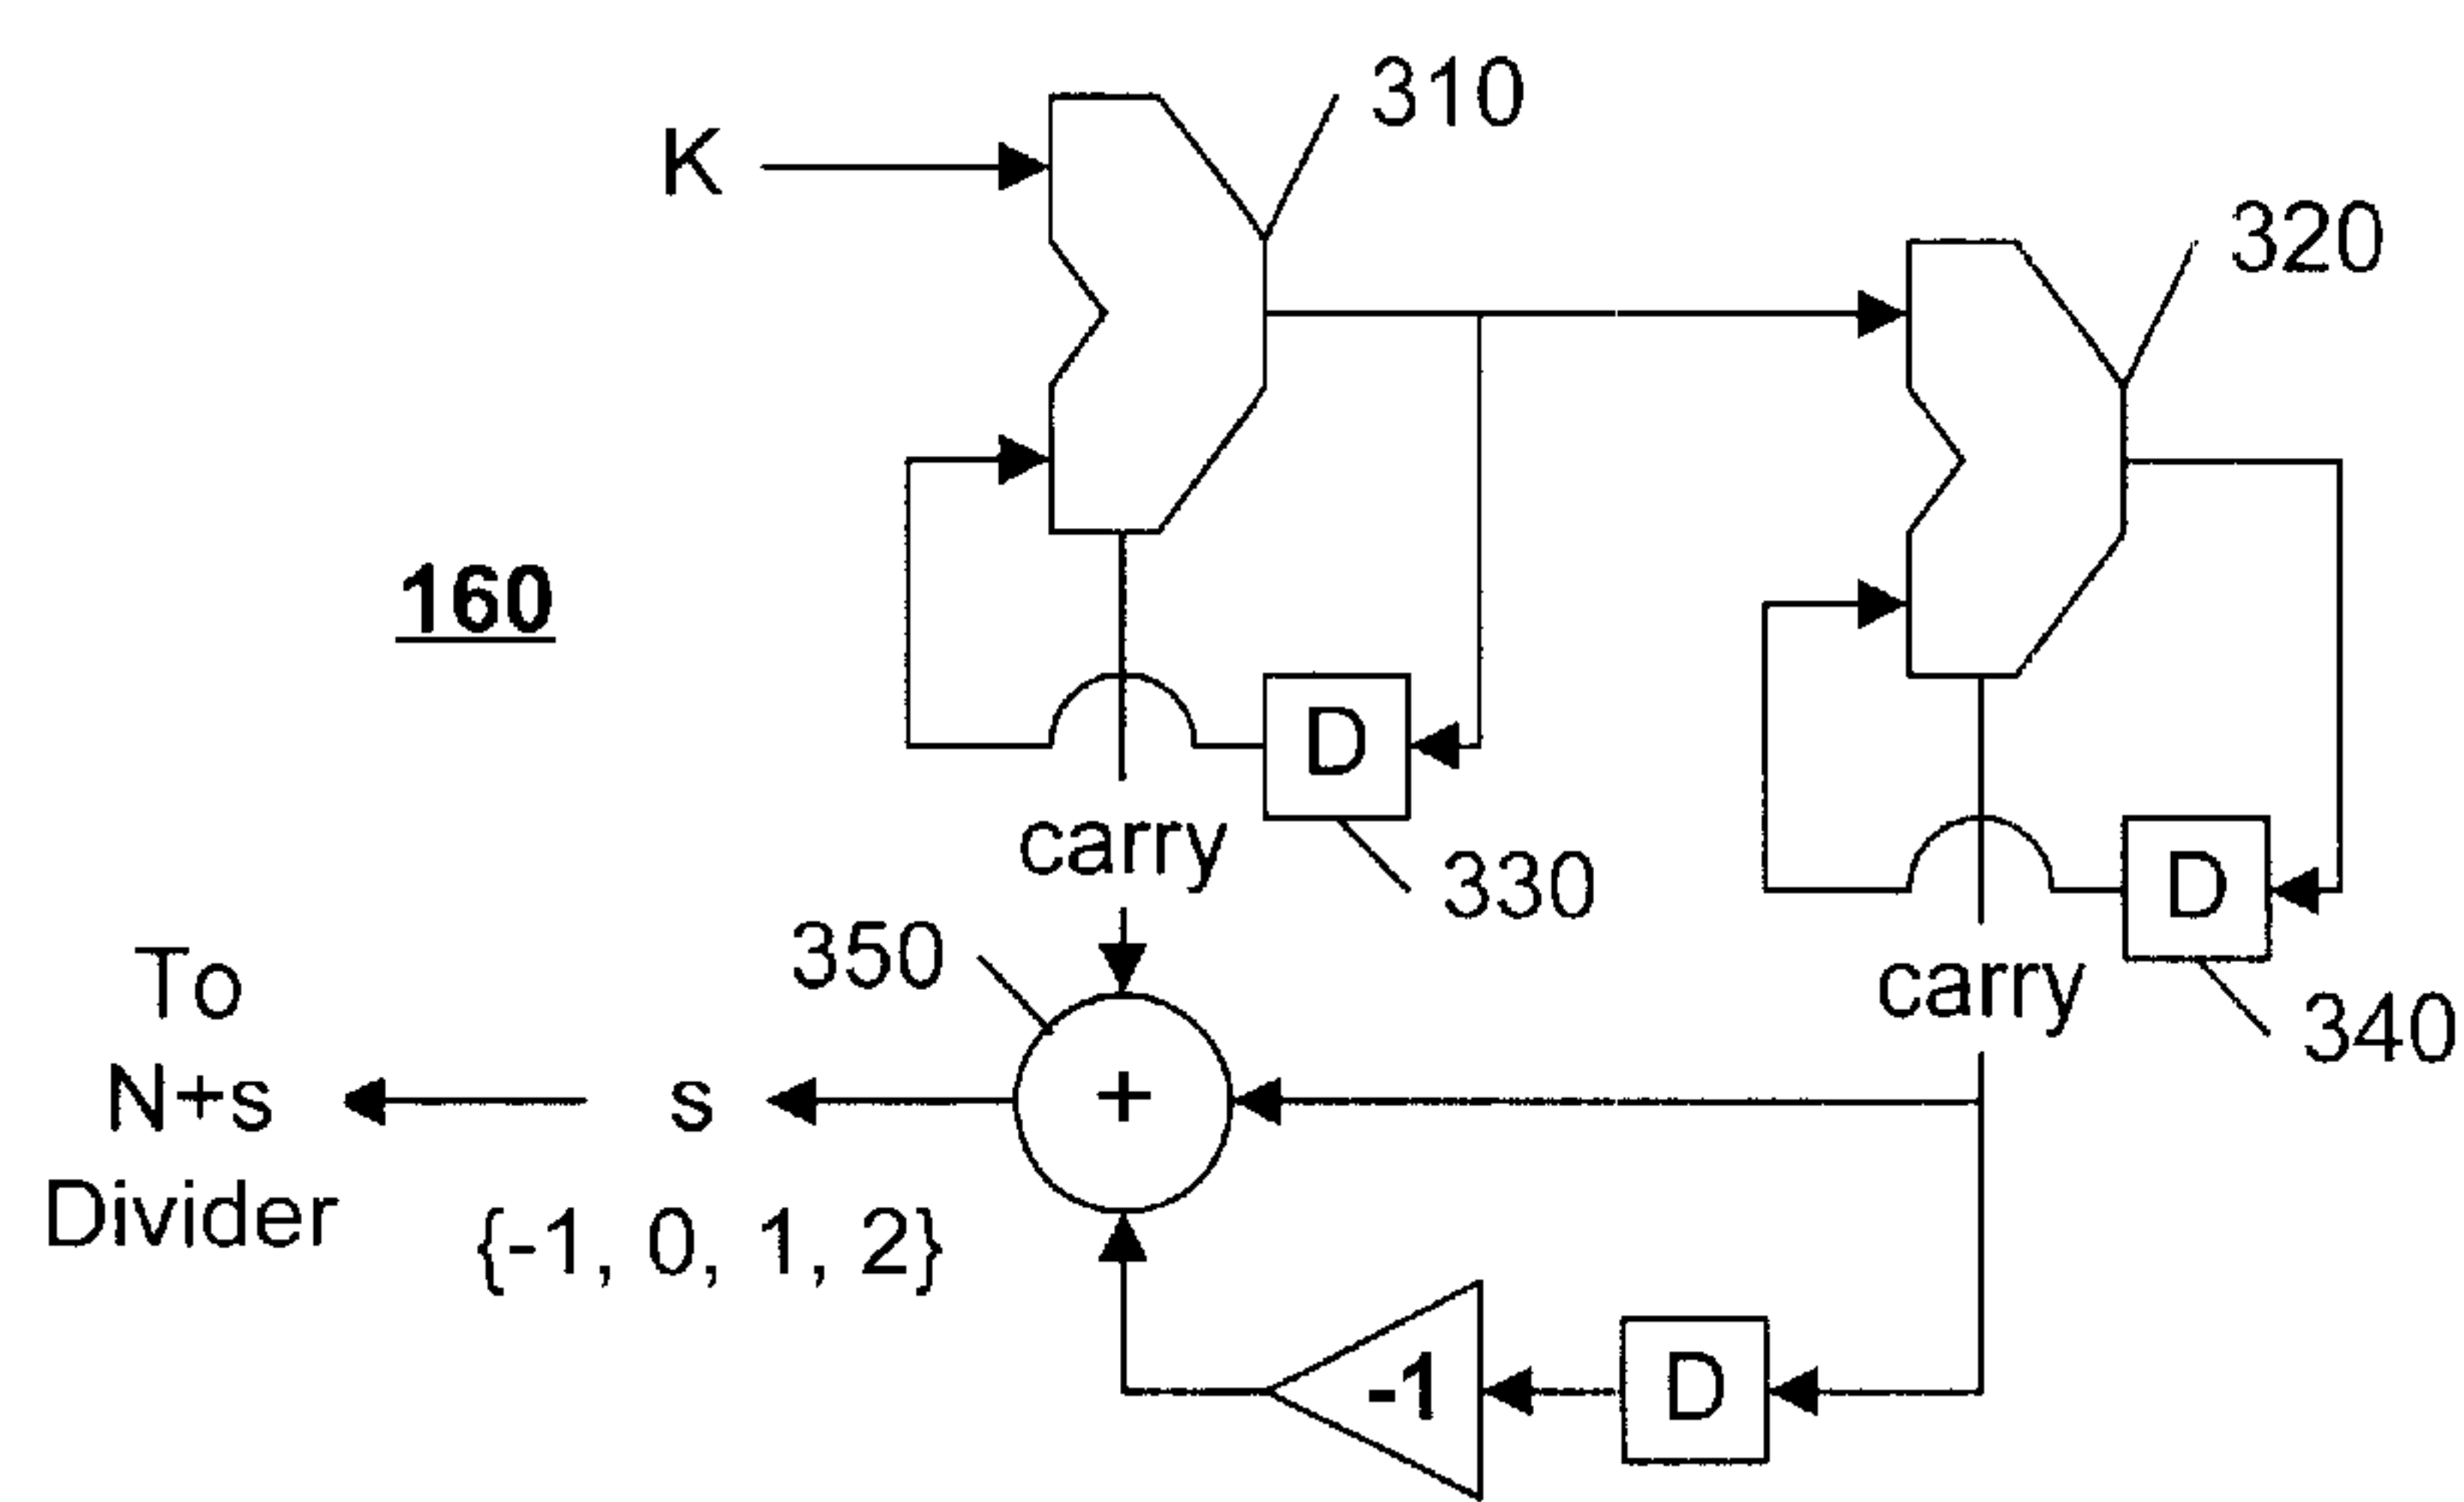 310
K
320
160
D
carry
330
D
carry
340
350
To
N+s
Divider
s
{-1, 0, 1, 2}
+
-1
D